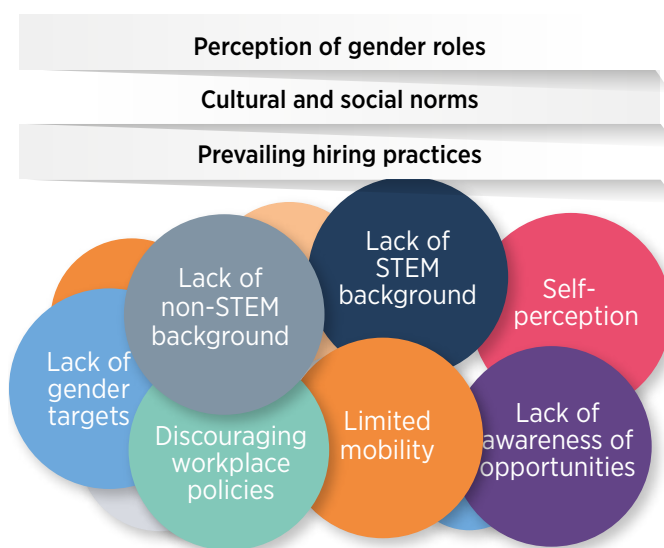 Perception of gender roles
Cultural and social norms
Prevailing hiring practices
Lack of
non-STEM
background
Lack of
STEM
background
Self-
perception
Lack of
gender
targets
Discouraging
workplace
policies
Limited
mobility
Lack of
awareness of
opportunities